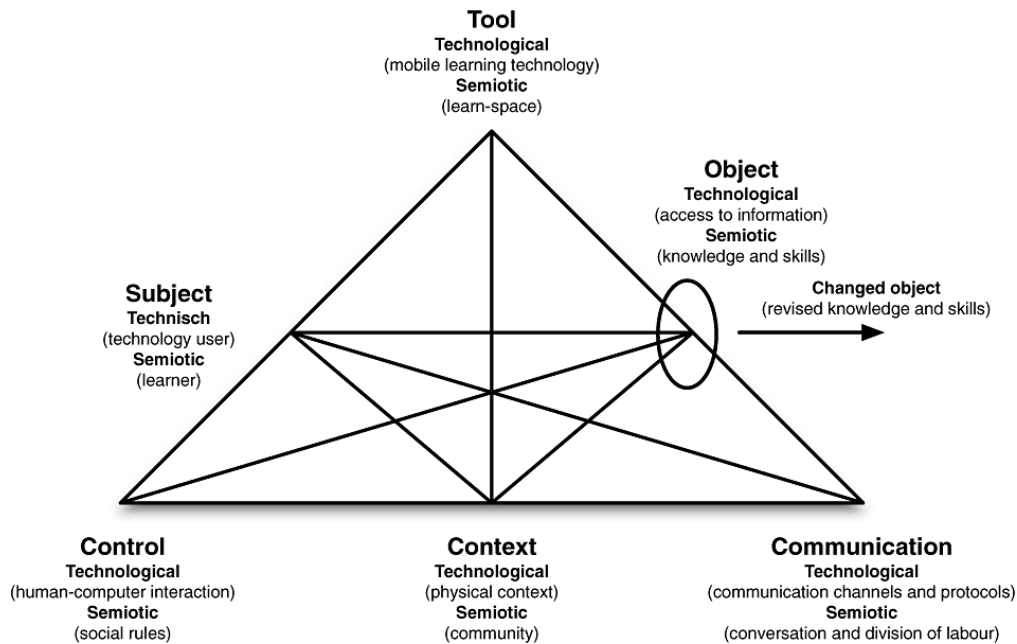 Tool
Technological
(mobile learning technology)
Semiotic
(learn-space)
Object
Technological
(access to information)
Semiotic
(knowledge and skills)
Changed object
(revised knowledge and skills)
Subject
Technisch
(technology user)
Semiotic
(learner)
Control
Technological
(human-computer interaction)
Semiotic
(social rules)
Context
Technological
(physical context)
Semiotic
(community)
Communication
Technological
(communication channels and protocols)
Semiotic
(conversation and division of labour)